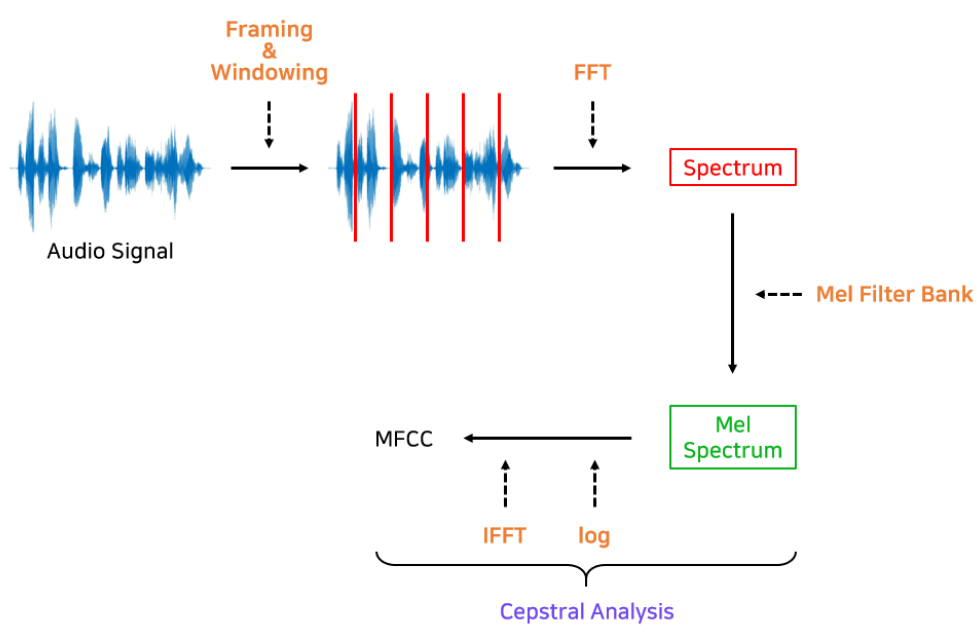 Framing
&
Windowing
FFT
Audio Signal
Spectrum
Mel Filter Bank
Mel
Spectrum
MFCC
IFFT
log
Cepstral Analysis